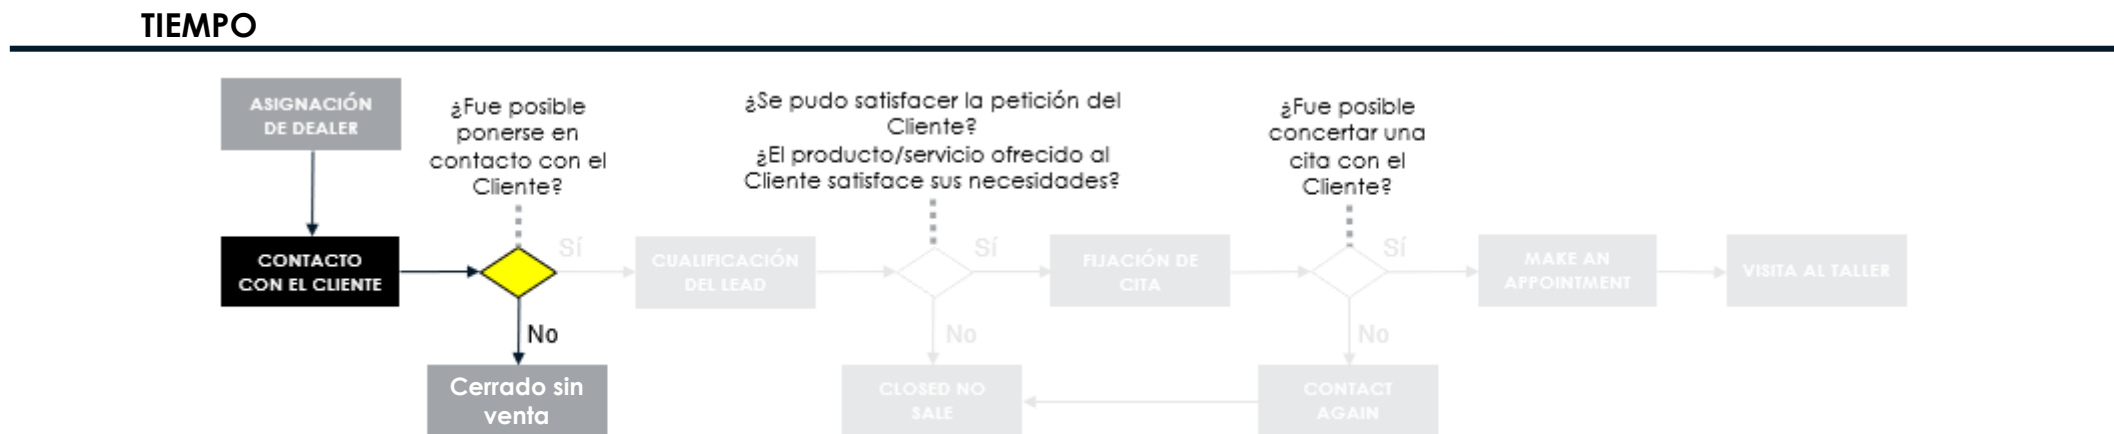 TIEMPO
ASIGNACIÓN
DE DEALER
¿Fue posible
ponerse en
contacto con el
Cliente?
¿Se pudo satisfacer la petición del
Cliente?
¿El producto/servicio ofrecido al
Cliente satisface sus necesidades?
¿Fue posible
concertar una
cita con el
Cliente?
CONTACTO
CON EL CLIENTE
Sí
CUALIFICACIÓN
DEL LEAD
Sí
FIJACIÓN DE
CITA
Sí
MAKE AN
APPOINTMENT
VISITA AL TALLER
No
No
No
Cerrado sin
venta
CLOSED NO
SALE
CONTACT
AGAIN